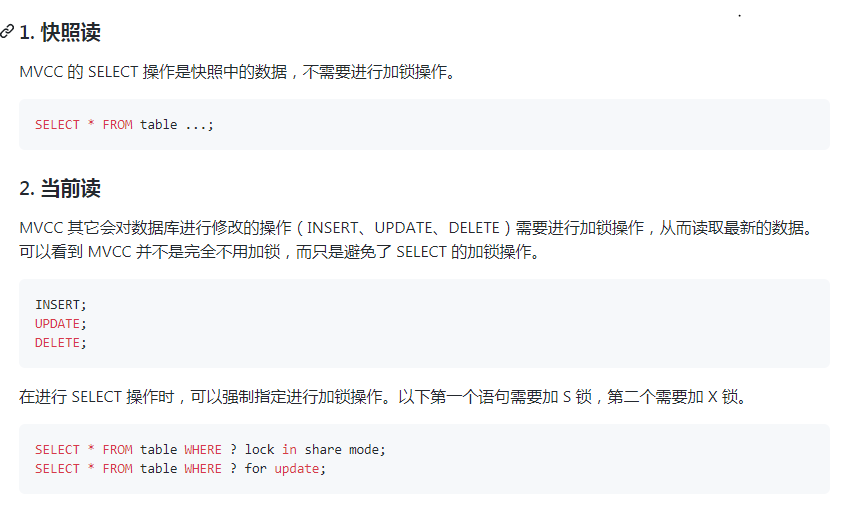 1. 快照读
MVCC 的 SELECT 操作是快照中的数据，不需要进行加锁操作。
SELECT * FROM table ...;
2. 当前读
MVCC 其它会对数据库进行修改的操作（INSERT、UPDATE、DELETE）需要进行加锁操作，从而读取最新的数据。
可以看到 MVCC 并不是完全不用加锁，而只是避免了 SELECT 的加锁操作。
INSERT;
UPDATE;
DELETE;
在进行 SELECT 操作时，可以强制指定进行加锁操作。以下第一个语句需要加 S 锁，第二个需要加 X 锁。
SELECT * FROM table WHERE ? lock in share mode;
SELECT * FROM table WHERE ? for update;